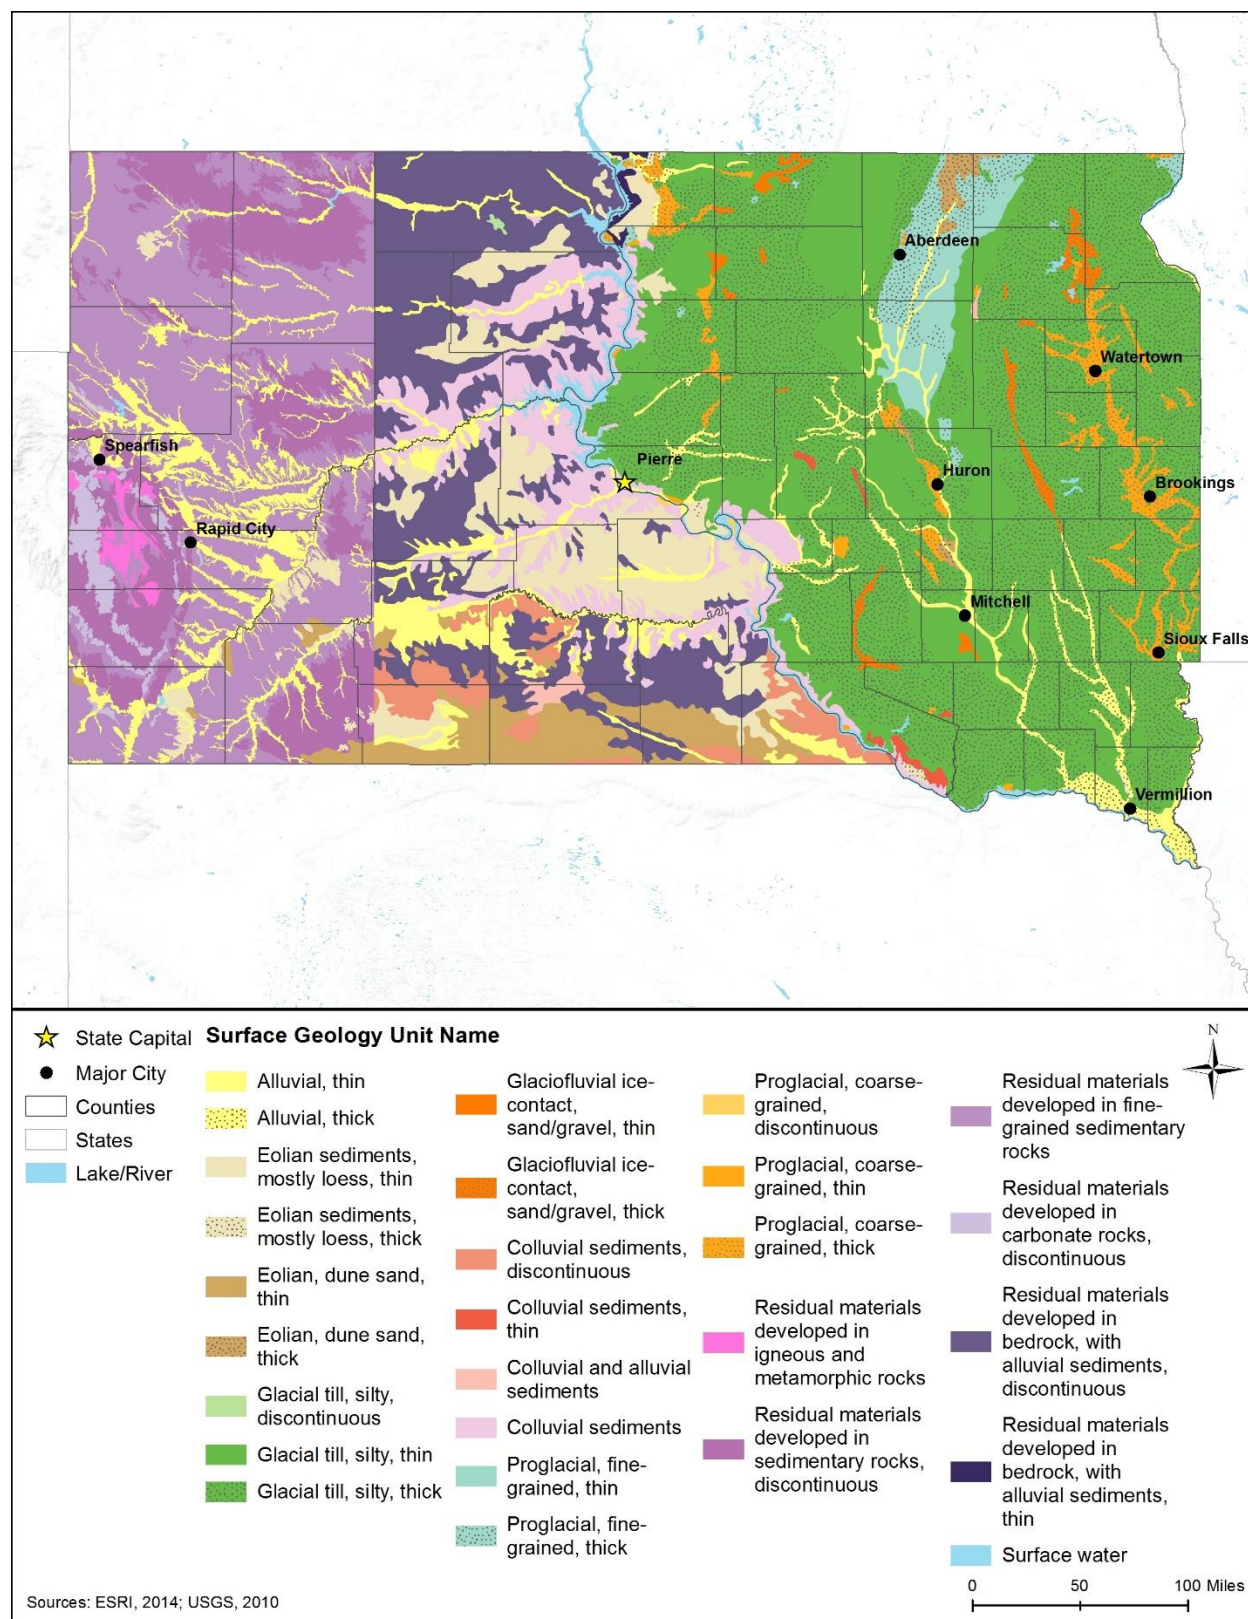 Aberdeen
Watertown
Spearfish
Pierre
Huron
Brookings
Rapid City
Mitchell
Sioux Falls
Vermillion
State Capital
Major City
Counties
States
Lake/River
Surface Geology Unit Name
Alluvial, thin
Alluvial, thick
Eolian sediments,
mostly loess, thin
Eolian sediments,
mostly loess, thick
Eolian, dune sand,
thin
Eolian, dune sand,
thick
Glacial till, silty,
discontinuous
Glacial till, silty, thin
Glacial till, silty, thick
Glaciofluvial ice-
contact,
sand/gravel, thin
Glaciofluvial ice-
contact,
sand/gravel, thick
Colluvial sediments,
discontinuous
Colluvial sediments,
thin
Colluvial and alluvial
sediments
Colluvial sediments
Proglacial, fine-
grained, thin
Proglacial, fine-
grained, thick
Proglacial, coarse-
grained,
discontinuous
Proglacial, coarse-
grained, thin
Proglacial, coarse-
grained, thick
Residual materials
developed in
igneous and
metamorphic rocks
Residual materials
developed in
sedimentary rocks,
discontinuous
N
Residual materials
developed in fine-
grained sedimentary
rocks
Residual materials
developed in
carbonate rocks,
discontinuous
Residual materials
developed in
bedrock, with
alluvial sediments,
discontinuous
Residual materials
developed in
bedrock, with
alluvial sediments,
thin
Surface water
0 50 100 Miles
Sources: ESRI, 2014; USGS, 2010